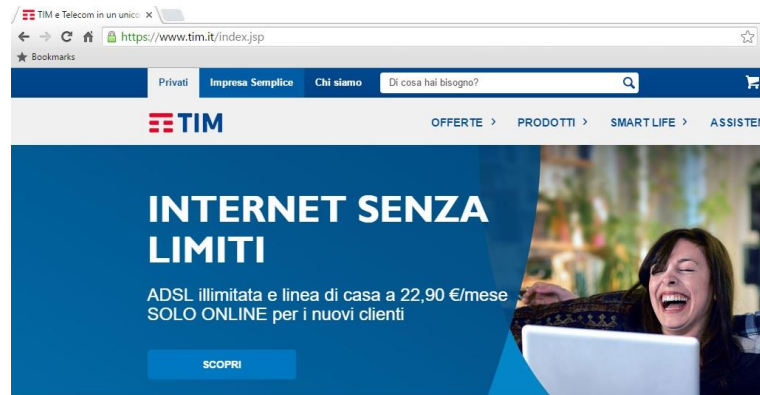 TIM e Telecom in un unico
https://www.tim.it/index.jsp
Bookmarks
Privati Impresa Semplice Chi siamo Di cosa hai bisogno?
TIM OFFERTE PRODOTTI SMART LIFE ASSISTEN
INTERNET SENZA
LIMITI
ADSL illimitata e linea di casa a 22,90 €/mese
SOLO ONLINE per i nuovi clienti
SCOPRI